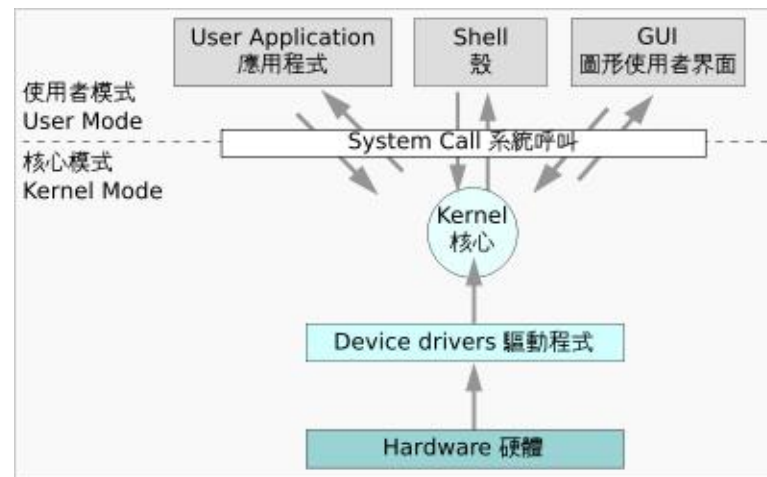 User Application
應用程式
Shell
殼
GUI
圖形使用者界面
使用者模式
User Mode
System Call 系統呼叫
核心模式
Kernel Mode
Kernel
核心
Device drivers 驅動程式
Hardware 硬體